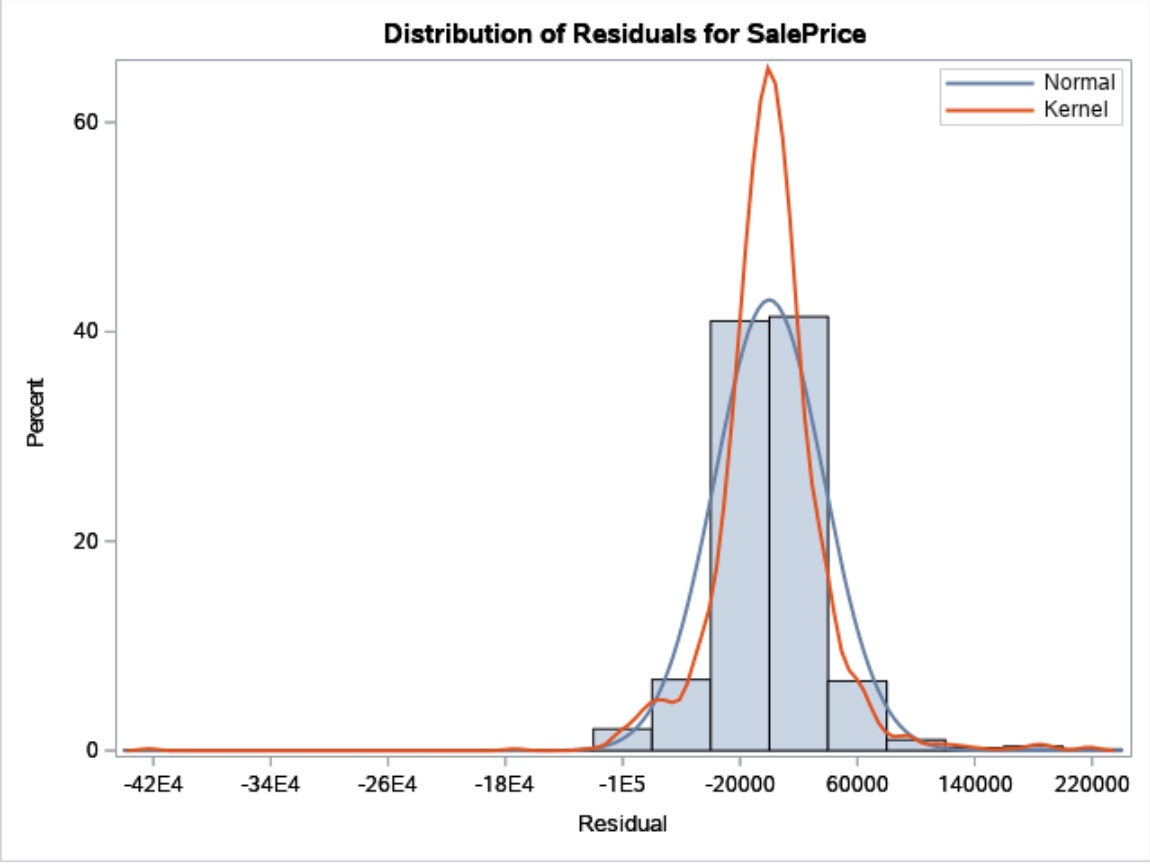 Distribution of Residuals for SalePrice
Normal
Kernel
60
40
20
0
Percent
-42E4 -34E4 -26E4 -18E4 -1E5 -20000 60000 140000 220000
Residual